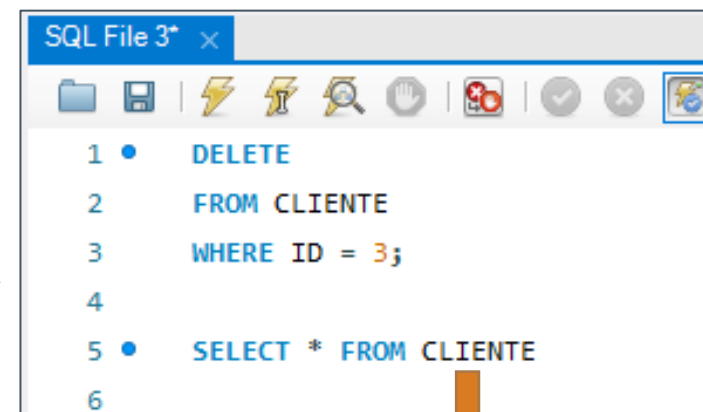 SQL File 3* ×
1 DELETE
2 FROM CLIENTE
3 WHERE ID = 3;
4
5 SELECT * FROM CLIENTE
6